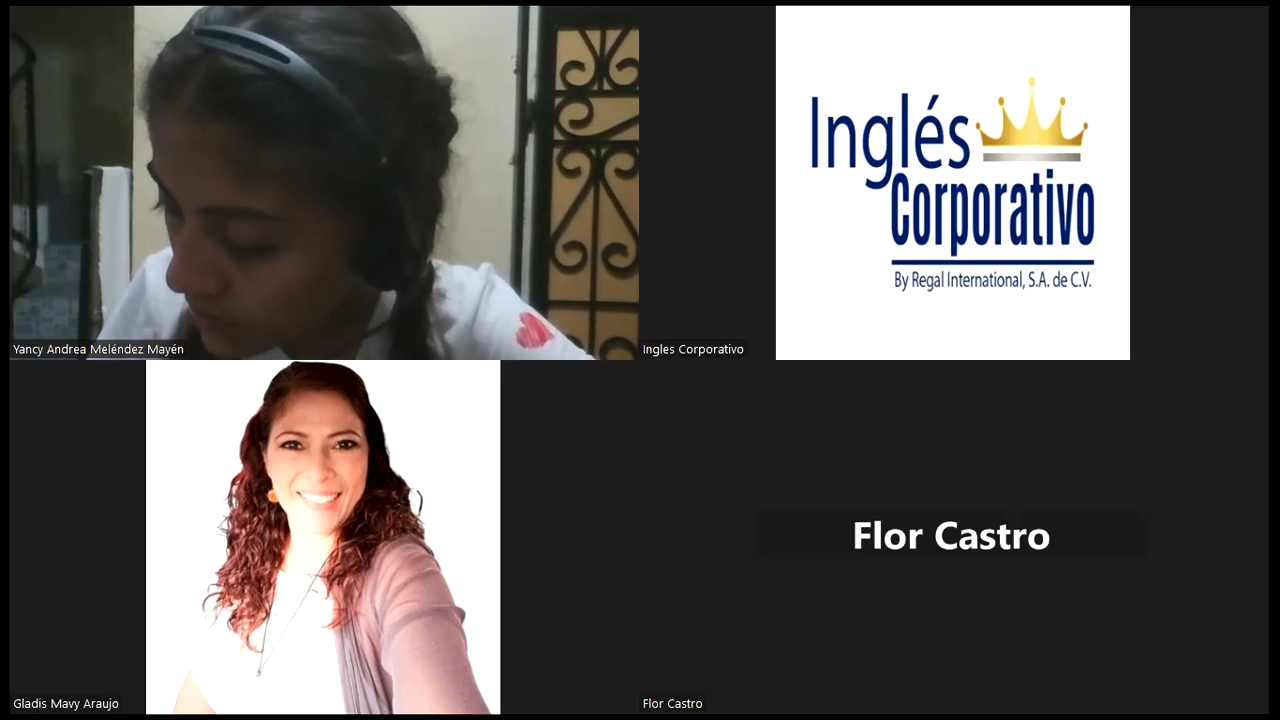 Inglés
Corporativo
By Regal International, S.A. de C.V.
Yancy Andrea Meléndez Mayén
Ingles Corporativo
Flor Castro
Gladis Mavy Araujo
Flor Castro